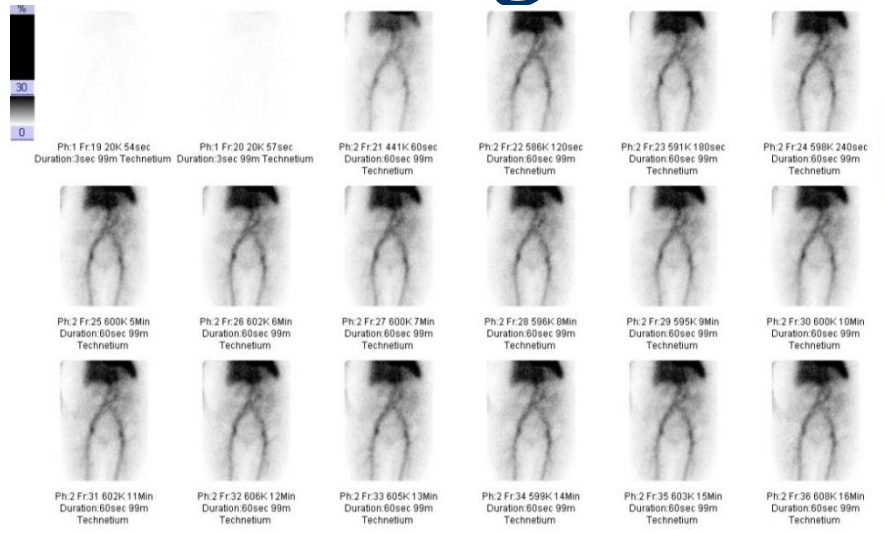 %
30
0
Ph:1 Fr:19 20K 54sec
Duration:3sec 99m Technetium
Ph:1 Fr:20 20K 57sec
Duration:3sec 99m Technetium
Ph:2 Fr:21 441K 60sec
Duration:60sec 99m
Technetium
Ph:2 Fr:22 586K 120sec
Duration:60sec 99m
Technetium
Ph:2 Fr:23 591K 180sec
Duration:60sec 99m
Technetium
Ph:2 Fr:24 598K 240sec
Duration:60sec 99m
Technetium
Ph:2 Fr:25 600K 5Min
Duration:60sec 99m
Technetium
Ph:2 Fr:26 602K 6Min
Duration:60sec 99m
Technetium
Ph:2 Fr:27 600K 7Min
Duration:60sec 99m
Technetium
Ph:2 Fr:28 596K 8Min
Duration:60sec 99m
Technetium
Ph:2 Fr:29 595K 9Min
Duration:60sec 99m
Technetium
Ph:2 Fr:30 600K 10Min
Duration:60sec 99m
Technetium
Ph:2 Fr:31 602K 11Min
Duration:60sec 99m
Technetium
Ph:2 Fr:32 606K 12Min
Duration:60sec 99m
Technetium
Ph:2 Fr:33 605K 13Min
Duration:60sec 99m
Technetium
Ph:2 Fr:34 599K 14Min
Duration:60sec 99m
Technetium
Ph:2 Fr:35 603K 15Min
Duration:60sec 99m
Technetium
Ph:2 Fr:36 608K 16Min
Duration:60sec 99m
Technetium